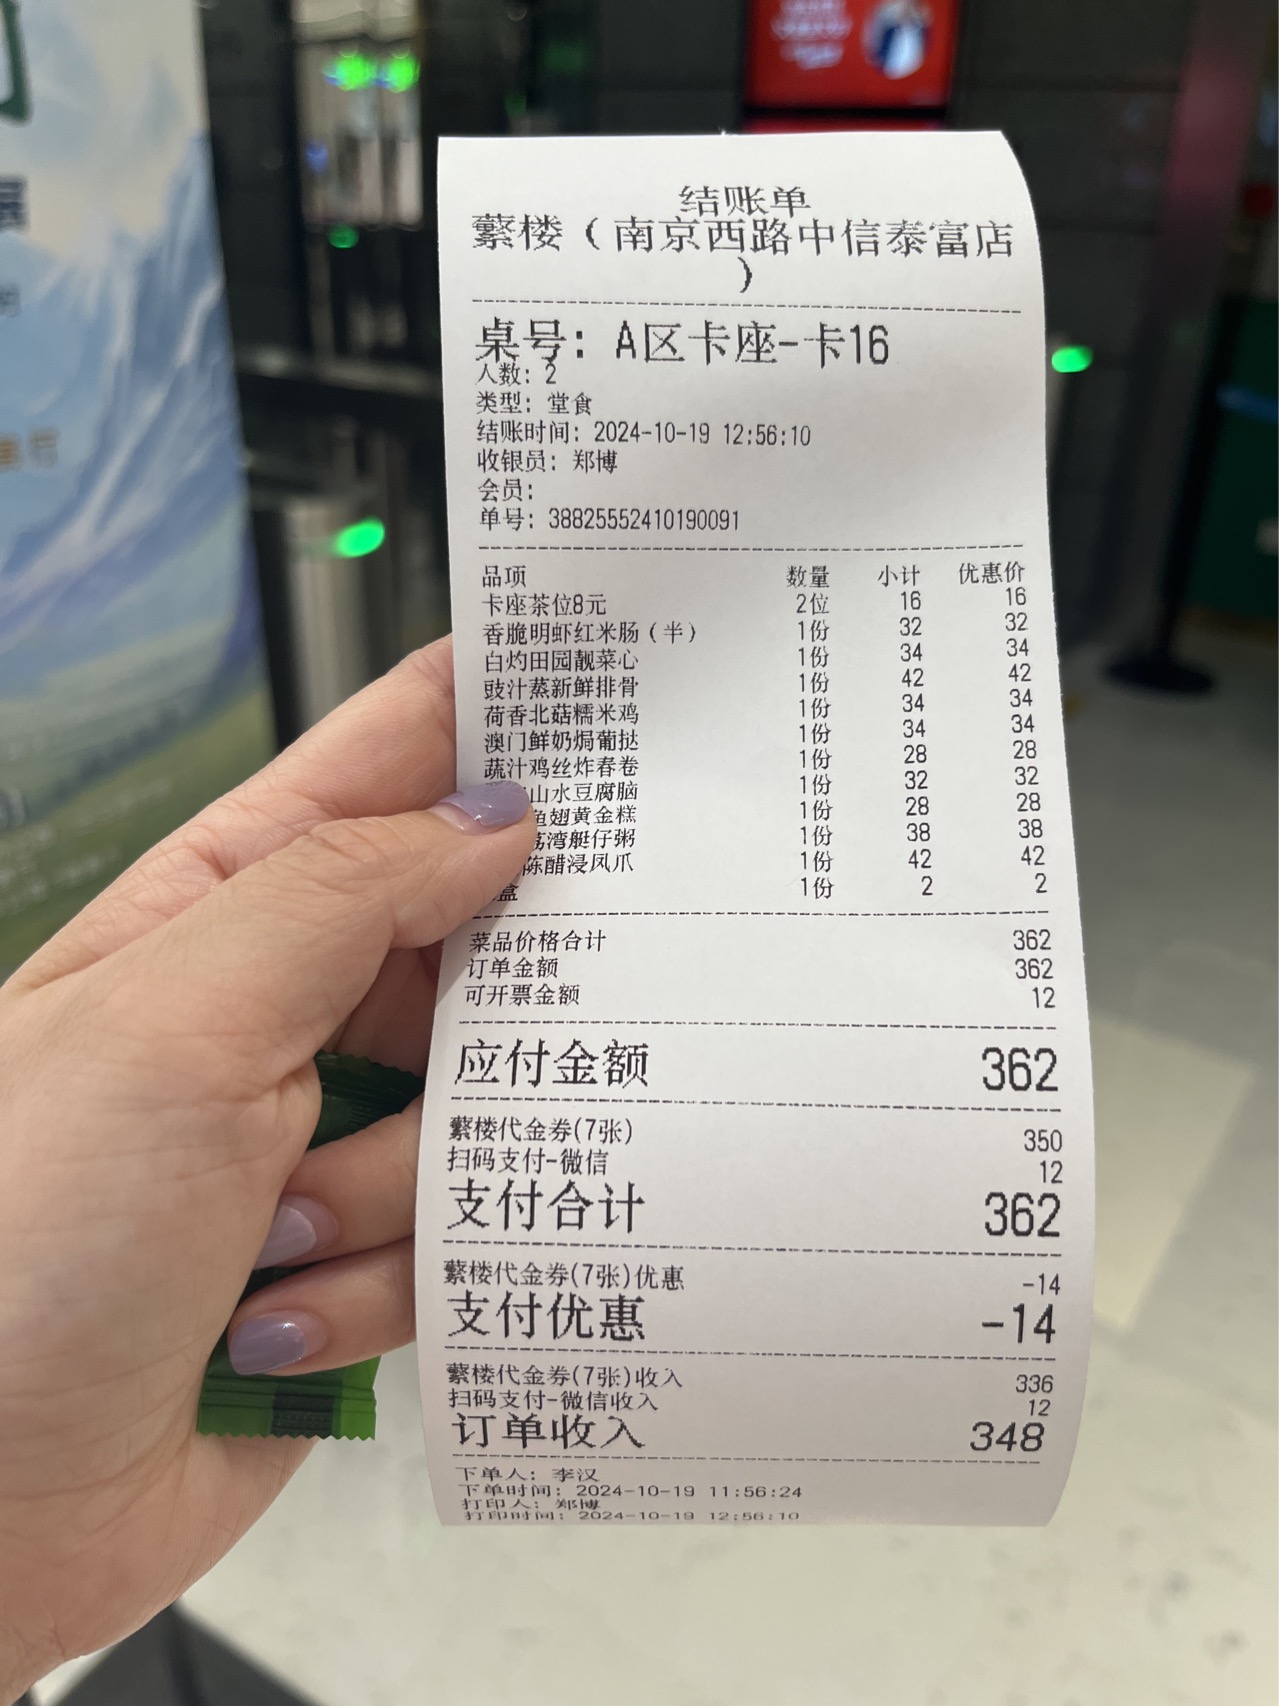 结账单
蘩楼（南京西路中信泰富店
）
桌号：A区卡座-卡16
人数：2
类型：堂食
结账时间：2024-10-19 12:56:10
收银员：郑博
会员：
单号：38825552410190091
品项 数量 小计 优惠价
卡座茶位8元 2位 16 16
香脆明虾红米肠（半） 1份 32 32
白灼田园靓菜心 1份 34 34
豉汁蒸新鲜排骨 1份 42 42
荷香北菇糯米鸡 1份 34 34
澳门鲜奶焗葡挞 1份 34 34
蔬汁鸡丝炸春卷 1份 28 28
山水豆腐脑 1份 32 32
鱼翅黄金糕 1份 28 28
荔湾艇仔粥 1份 38 38
陈醋浸凤爪 1份 42 42
盒 1份 2 2
菜品价格合计 362
订单金额 362
可开票金额 12
应付金额 362
蘩楼代金券(7张) 350
扫码支付-微信 12
支付合计 362
蘩楼代金券(7张)优惠 -14
支付优惠 -14
蘩楼代金券(7张)收入 336
扫码支付-微信收入 12
订单收入 348
下单人：李汉
下单时间：2024-10-19 11:56:24
打印人：郑博
打印时间：2024-10-19 12:56:10